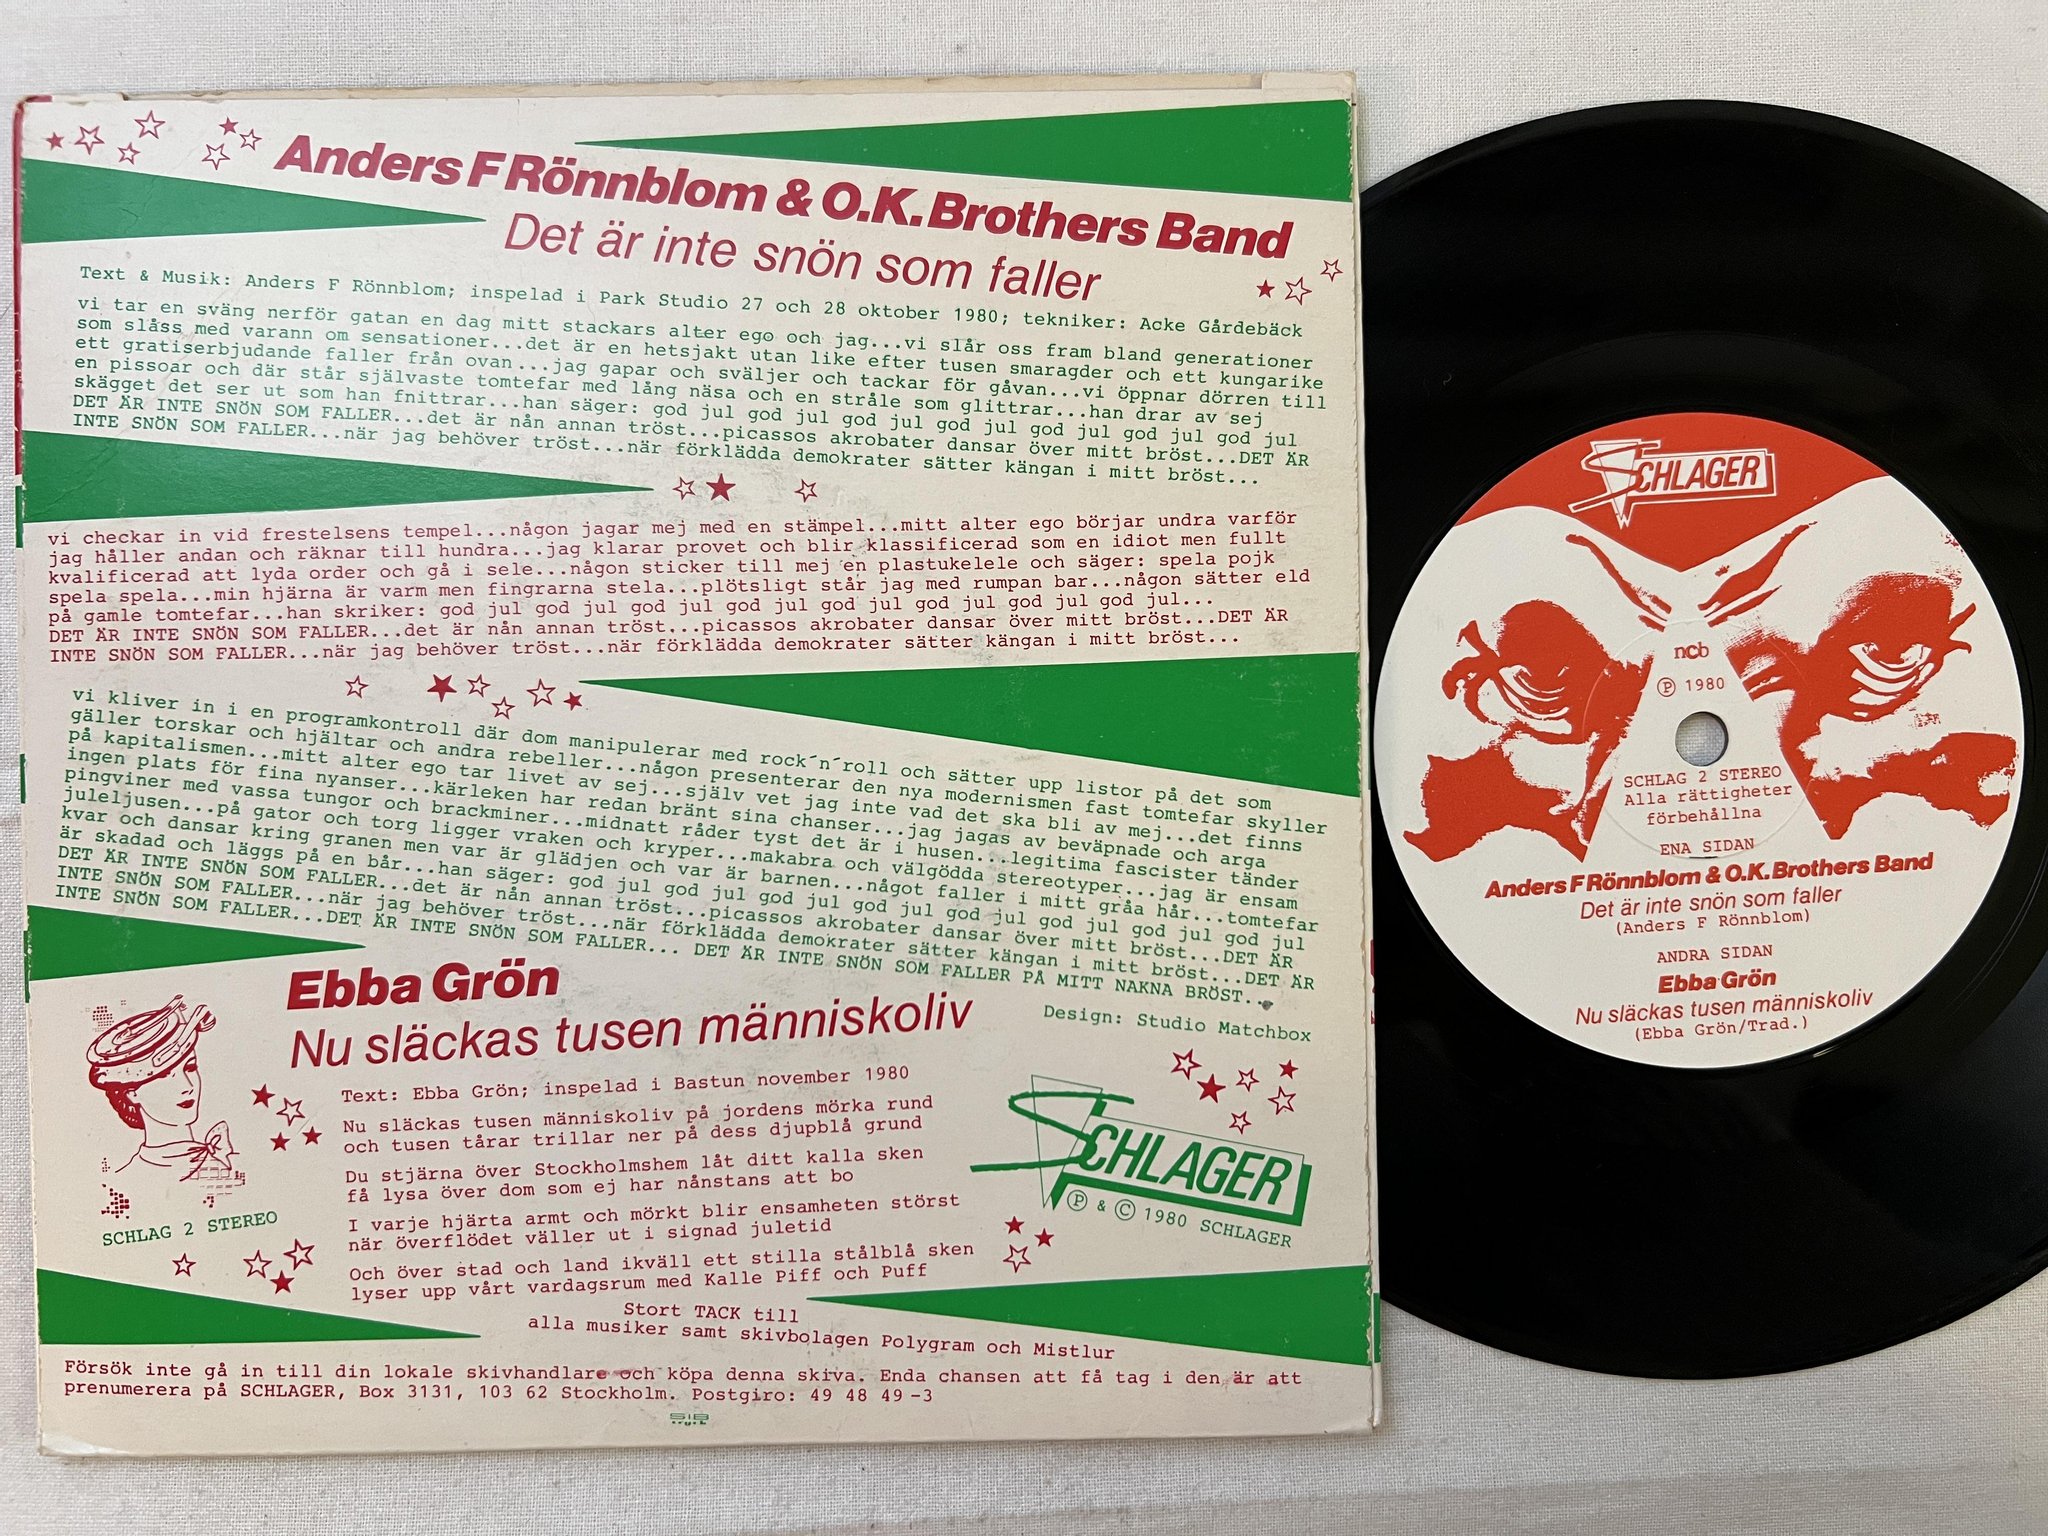 Anders F Rönnblom & O.K. Brothers Band
Det är inte snön som faller
Text & Musik: Anders F Rönnblom; inspelad i Park Studio 27 och 28 oktober 1980; tekniker: Acke Gårdebäck
vi tar en sväng nerför gatan en dag mitt stackars alter ego och jag...vi slår oss fram bland generationer
som slåss med varann om sensationer...det är en hetsjakt utan like efter tusen smaragder och ett kungarike
ett gratiserbjudande faller från ovan...jag gapar och sväljer och tackar för gåvan...vi öppnar dörren till
en pissoar och där står självaste tomtefar med lång näsa och en stråle som glittrar...han drar av sej
skägget det ser ut som han fnittrar...han säger: god jul god jul god jul god jul god jul god jul god jul
DET ÄR INTE SNÖN SOM FALLER...det är nån annan tröst...picassos akrobater dansar över mitt bröst...DET ÄR
INTE SNÖN SOM FALLER...när jag behöver tröst...när förklädda demokrater sätter kängan i mitt bröst...
vi checkar in vid frestelsens tempel...någon jagar mej med en stämpel...mitt alter ego börjar undra varför
jag håller andan och räknar till hundra...jag klarar provet och blir klassificerad som en idiot men fullt
kvalificerad att lyda order och gå i sele...någon sticker till mej en plastukelele och säger: spela pojk
spela spela...min hjärna är varm men fingrarna stela...plötsligt står jag med rumpan bar...någon sätter eld
på gamle tomtefar...han skriker: god jul god jul god jul god jul god jul god jul god jul god jul...
DET ÄR INTE SNÖN SOM FALLER...det är nån annan tröst...picassos akrobater dansar över mitt bröst...DET ÄR
INTE SNÖN SOM FALLER...när jag behöver tröst...när förklädda demokrater sätter kängan i mitt bröst...
vi kliver in i en programkontroll där dom manipulerar med rock´n´roll och sätter upp listor på det som
gäller torskar och hjältar och andra rebeller...någon presenterar den nya modernismen fast tomtefar skyller
på kapitalismen...mitt alter ego tar livet av sej...själv vet jag inte vad det ska bli av mej...det finns
ingen plats för fina nyanser...kärleken har redan bränt sina chanser...jag jagas av beväpnade och arga
pingviner med vassa tungor och brackminer...midnatt råder tyst det är i husen...legitima fascister tänder
juleljusen...på gator och torg ligger vraken och kryper...makabra och välgödda stereotyper...jag är ensam
kvar och dansar kring granen men var är glädjen och var är barnen...något faller i mitt gråa hår...tomtefar
är skadad och läggs på en bår...han säger: god jul god jul god jul god jul god jul god jul god jul god jul
DET ÄR INTE SNÖN SOM FALLER...det är nån annan tröst...picassos akrobater dansar över mitt bröst...DET ÄR
INTE SNÖN SOM FALLER...när jag behöver tröst...när förklädda demokrater sätter kängan i mitt bröst...DET ÄR
INTE SNÖN SOM FALLER...DET ÄR INTE SNÖN SOM FALLER... DET ÄR INTE SNÖN SOM FALLER PÅ MITT NAKNA BRÖST...
Design: Studio Matchbox
Ebba Grön
Nu släckas tusen människoliv
Text: Ebba Grön; inspelad i Bastun november 1980
Nu släckas tusen människoliv på jordens mörka rund
och tusen tårar trillar ner på dess djupblå grund
Du stjärna över Stockholmshem låt ditt kalla sken
få lysa över dom som ej har nånstans att bo
I varje hjärta armt och mörkt blir ensamheten störst
när överflödet väller ut i signad juletid
Och över stad och land ikväll ett stilla stålblå sken
lyser upp vårt vardagsrum med Kalle Piff och Puff
SCHLAG 2 STEREO
SCHLAGER
Ⓟ & © 1980 SCHLAGER
Stort TACK till
alla musiker samt skivbolagen Polygram och Mistlur
Försök inte gå in till din lokale skivhandlare och köpa denna skiva. Enda chansen att få tag i den är att
prenumerera på SCHLAGER, Box 3131, 103 62 Stockholm. Postgiro: 49 48 49-3
SCHLAGER
ncb
Ⓟ 1980
SCHLAG 2 STEREO
Alla rättigheter
förbehållna
ENA SIDAN
Anders F Rönnblom & O.K. Brothers Band
Det är inte snön som faller
(Anders F Rönnblom)
ANDRA SIDAN
Ebba Grön
Nu släckas tusen människoliv
(Ebba Grön/Trad.)